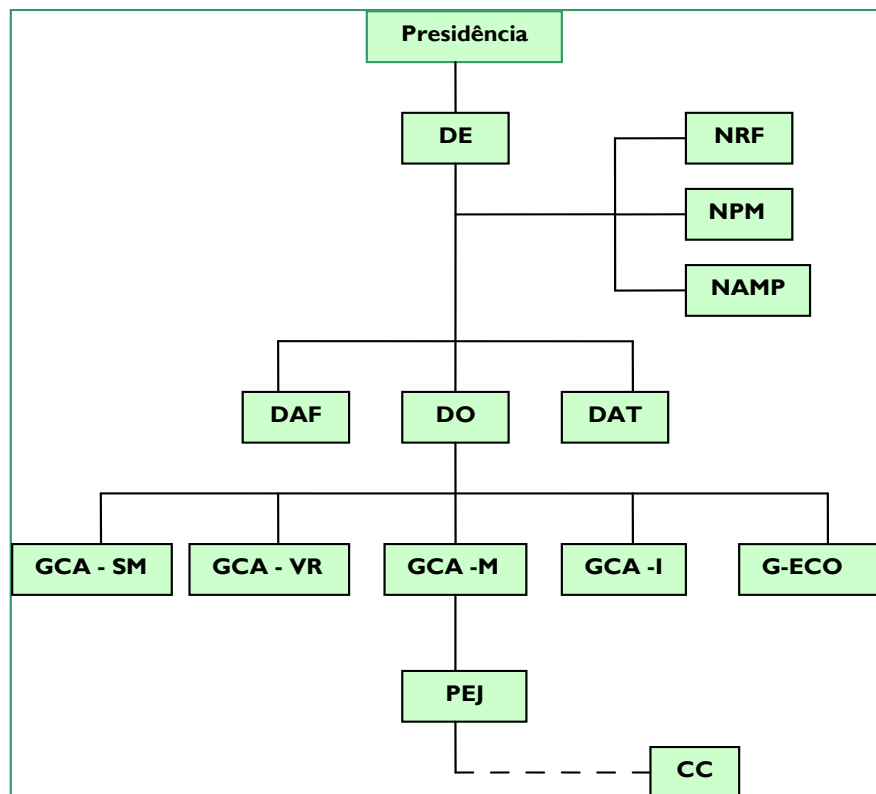 Presidência
DE
NRF
NPM
NAMP
DAF
DO
DAT
GCA - SM
GCA - VR
GCA -M
GCA -I
G-ECO
PEJ
CC